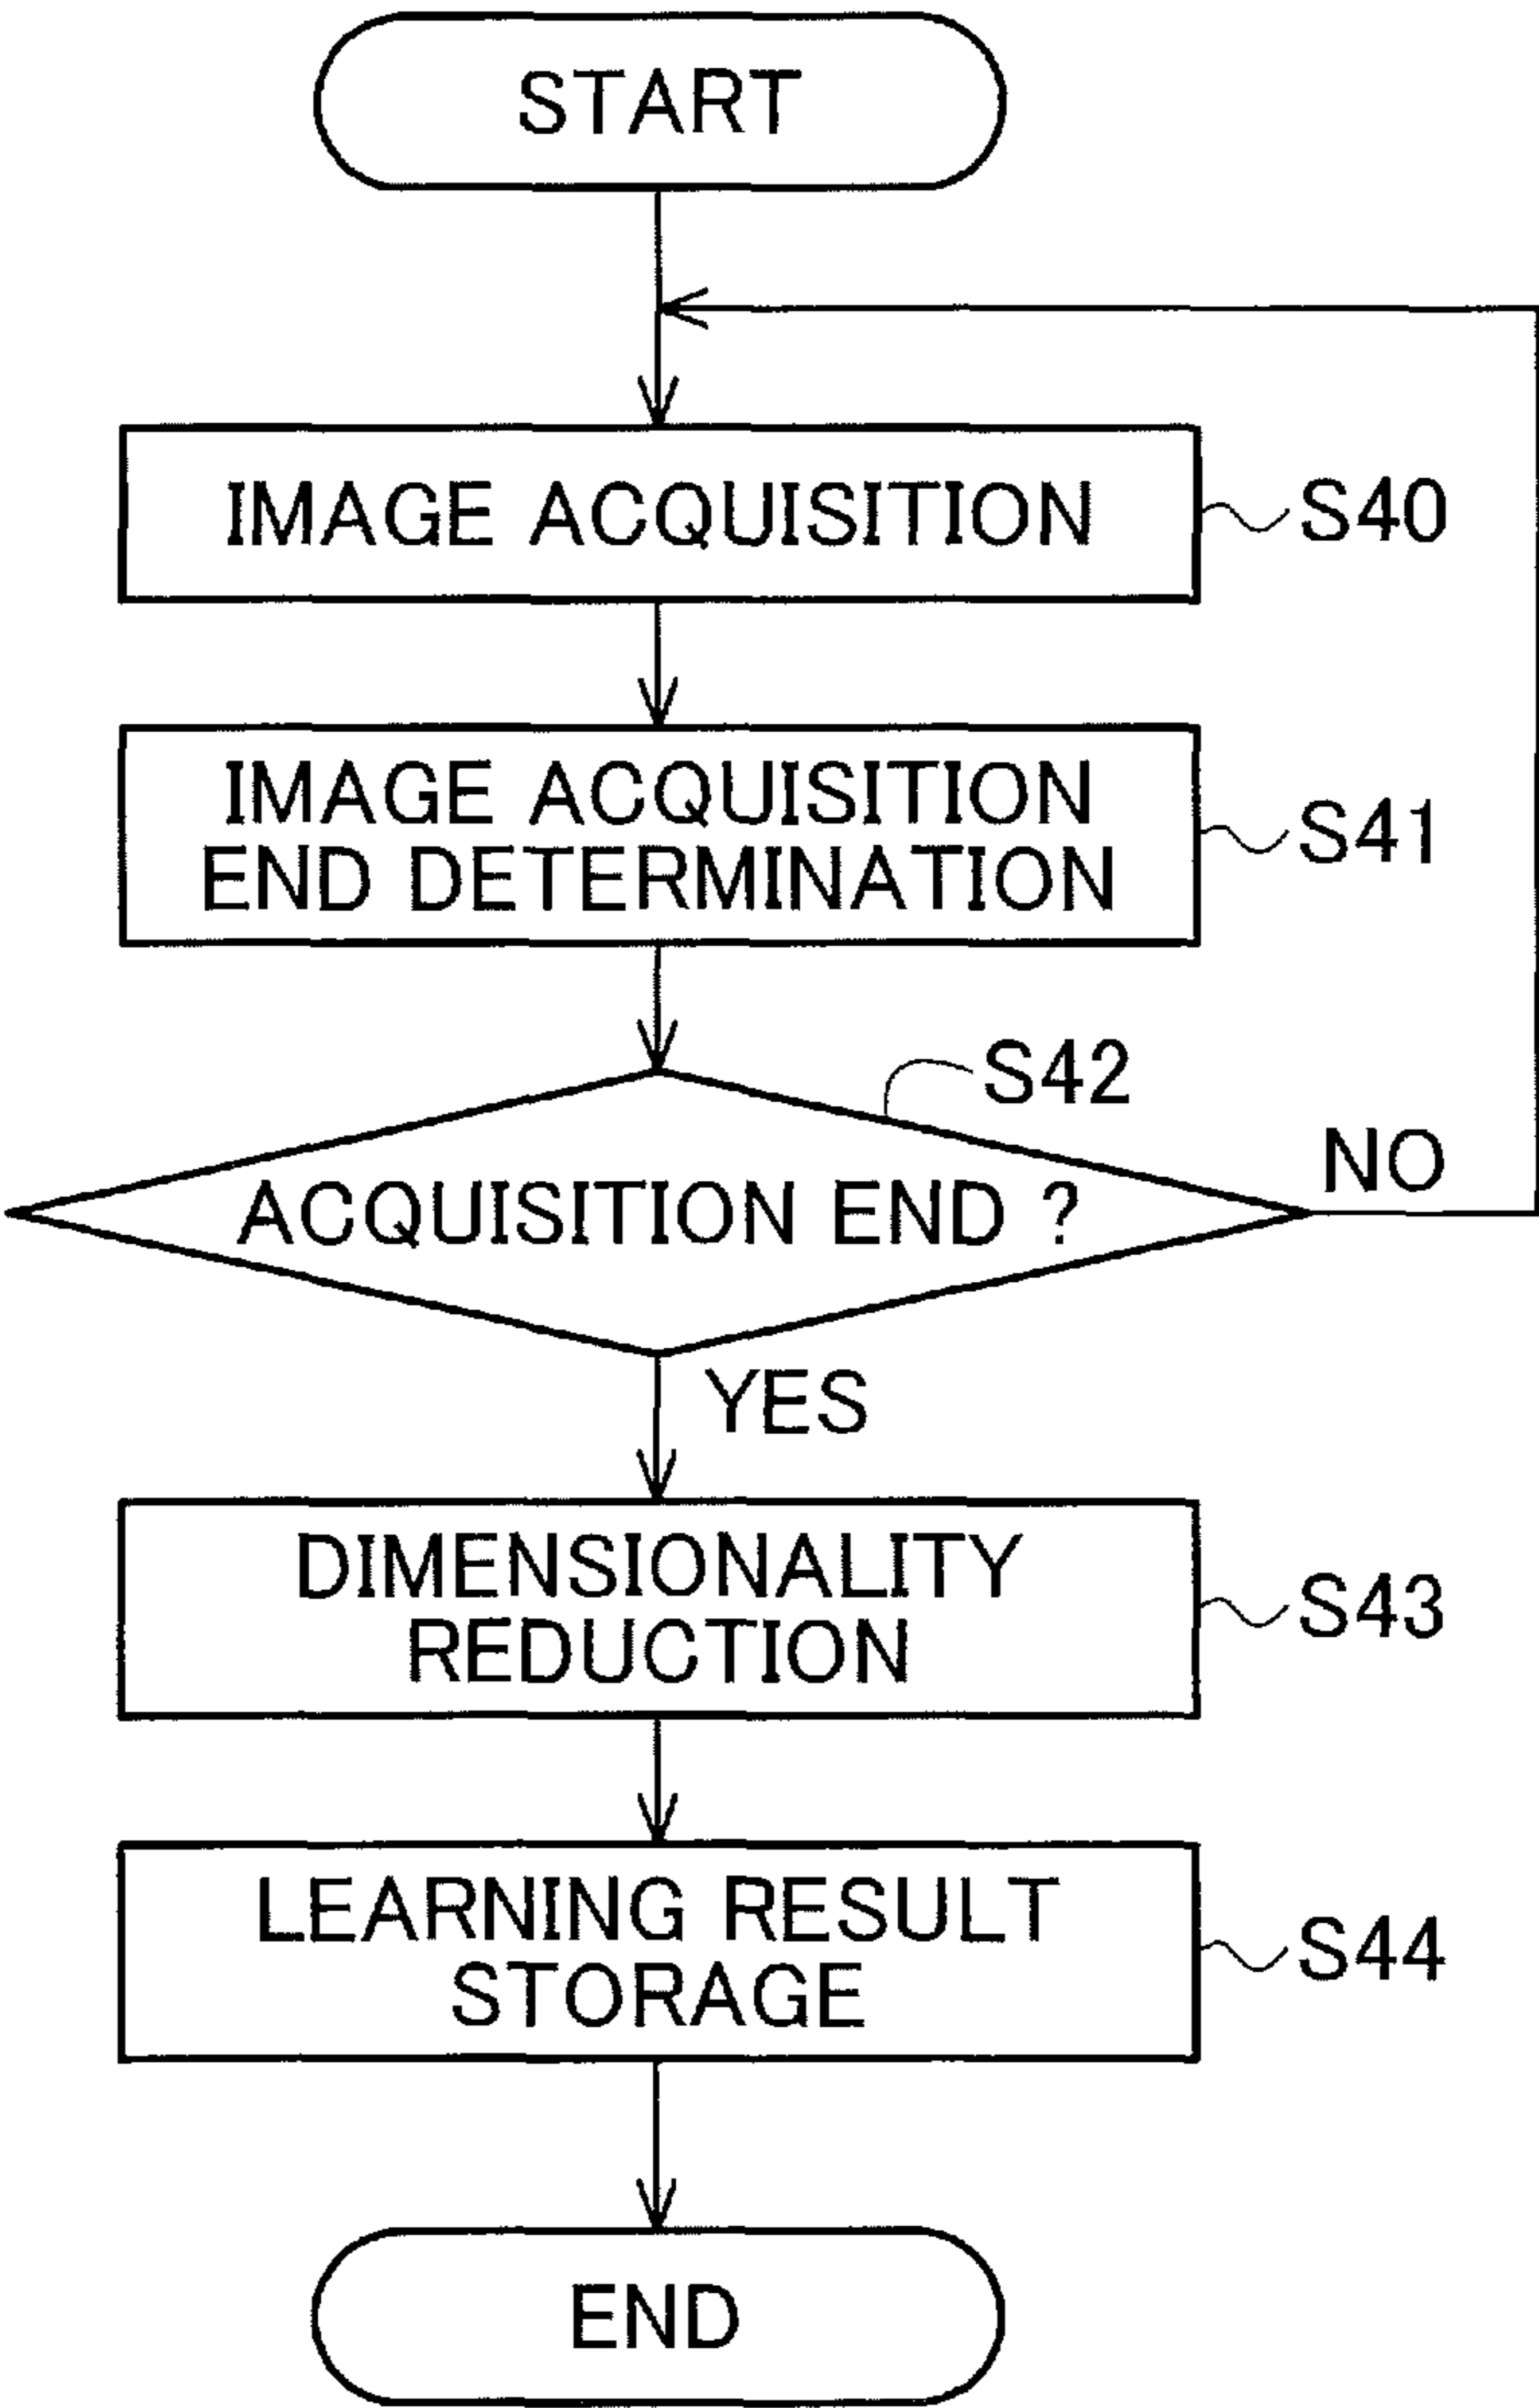 START
IMAGE ACQUISITION
S40
IMAGE ACQUISITION
END DETERMINATION
S41
S42
ACQUISITION END ?
NO
YES
DIMENSIONALITY
REDUCTION
S43
LEARNING RESULT
STORAGE
S44
END